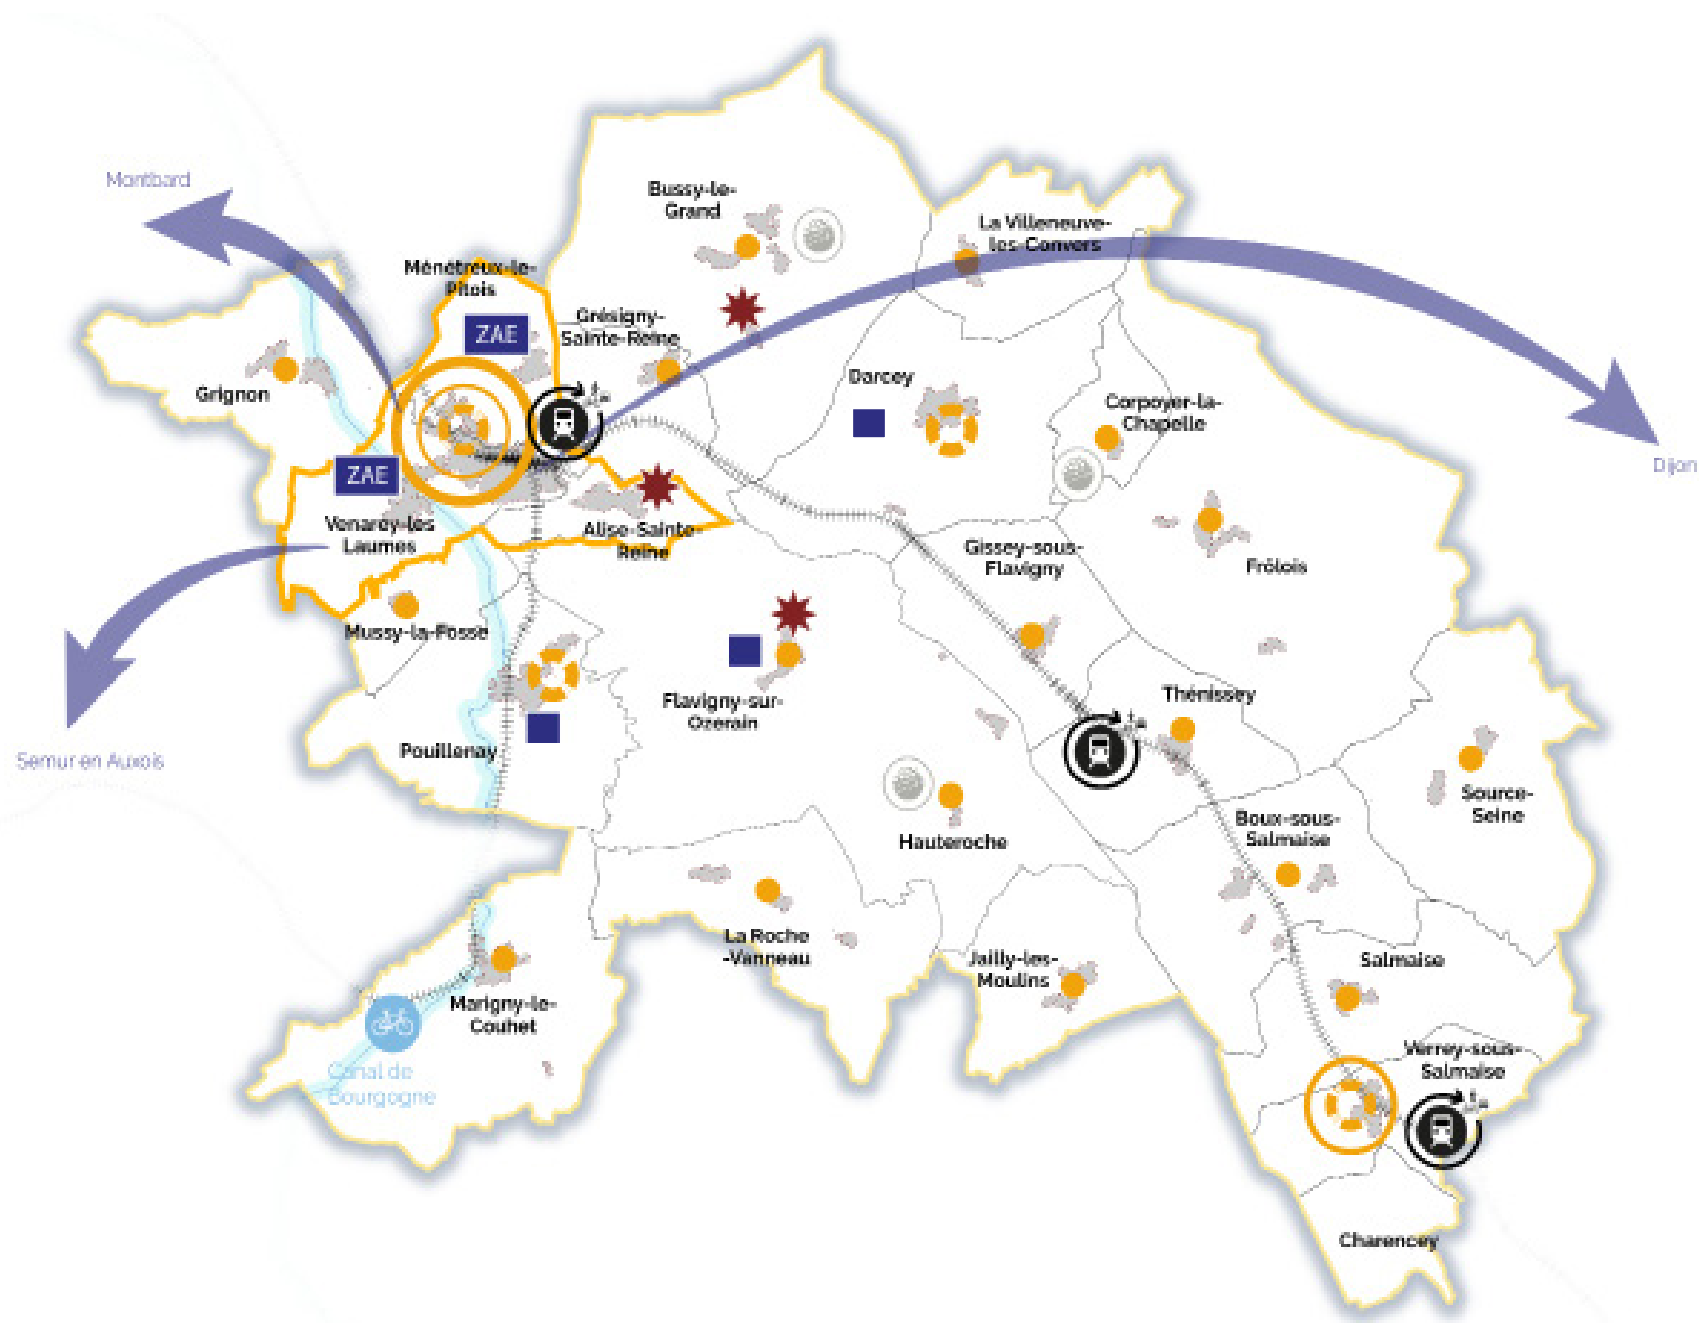 Montbard
Bussy-le-
Grand
La Villeneuve-
les-Convers
Ménétreux-le-
Pitois
ZAE
Grésigny-
Sainte-Reine
Grignon
Darcey
Corpoyer-la-
Chapelle
Dijon
ZAE
Venarey-les
Laumes
Alise-Sainte-
Reine
Gissey-sous-
Flavigny
Frôlois
Mussy-la-Fosse
Flavigny-sur-
Ozerain
Thénissey
Pouillenay
Semur en Auxois
Source-
Seine
Boux-sous-
Salmaise
Hauteroche
La Roche
-Vanneau
Jailly-les-
Moulins
Salmaise
Marigny-le-
Couhet
Verrey-sous-
Salmaise
Canal de
Bourgogne
Charencey